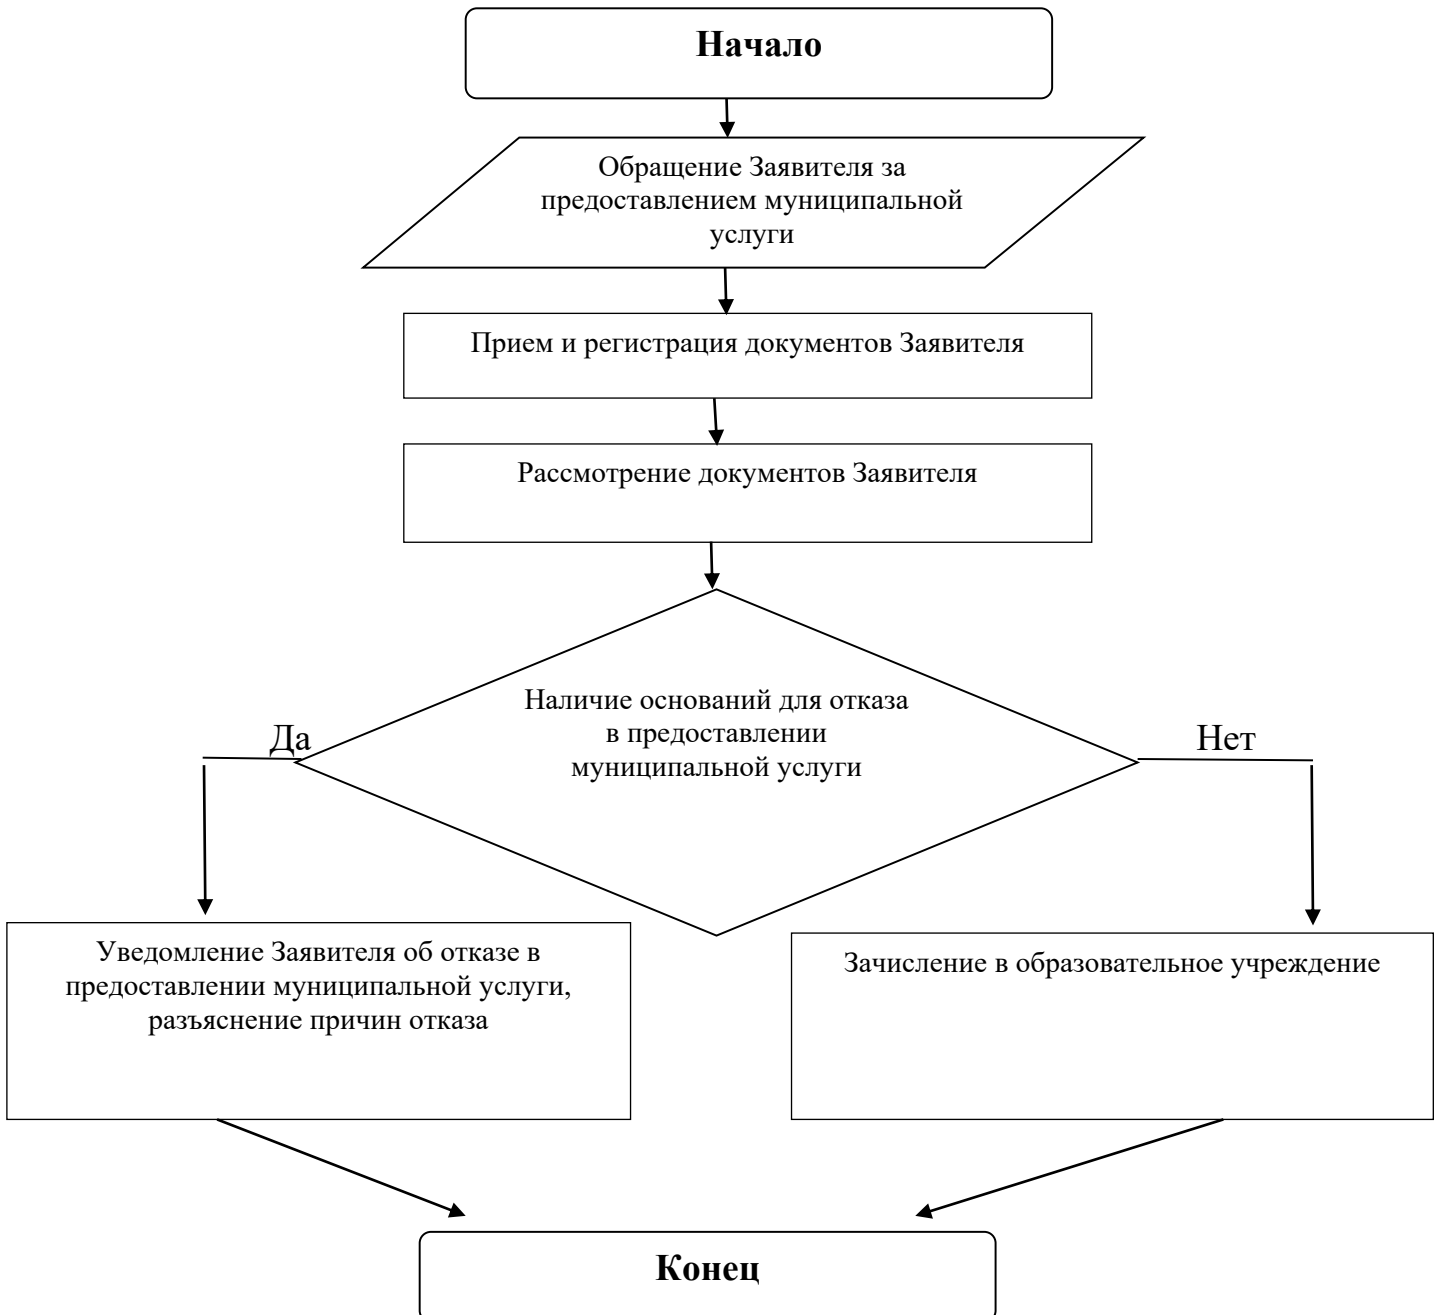 Начало
Обращение Заявителя за
предоставлением муниципальной
услуги
Прием и регистрация документов Заявителя
Рассмотрение документов Заявителя
Наличие оснований для отказа
в предоставлении
муниципальной услуги
Да
Нет
Уведомление Заявителя об отказе в
предоставлении муниципальной услуги,
разъяснение причин отказа
Зачисление в образовательное учреждение
Конец